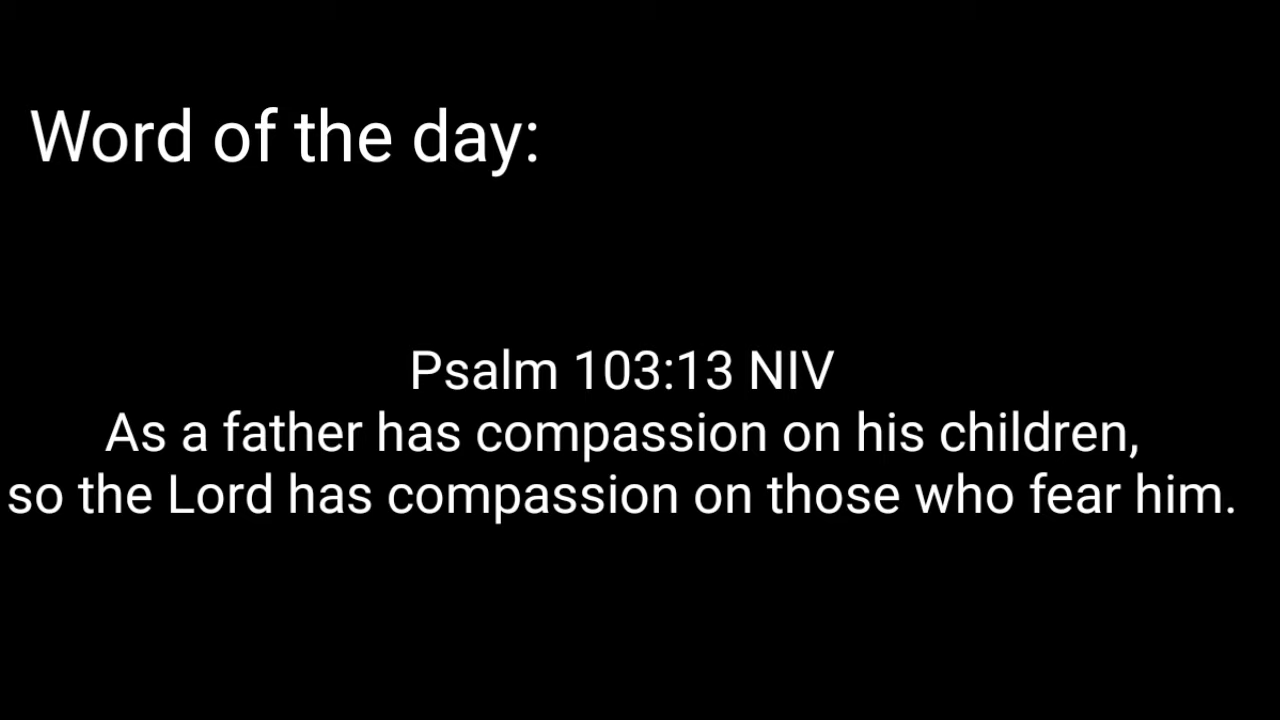 Word of the day:
Psalm 103:13 NIV
As a father has compassion on his children,
so the Lord has compassion on those who fear him.